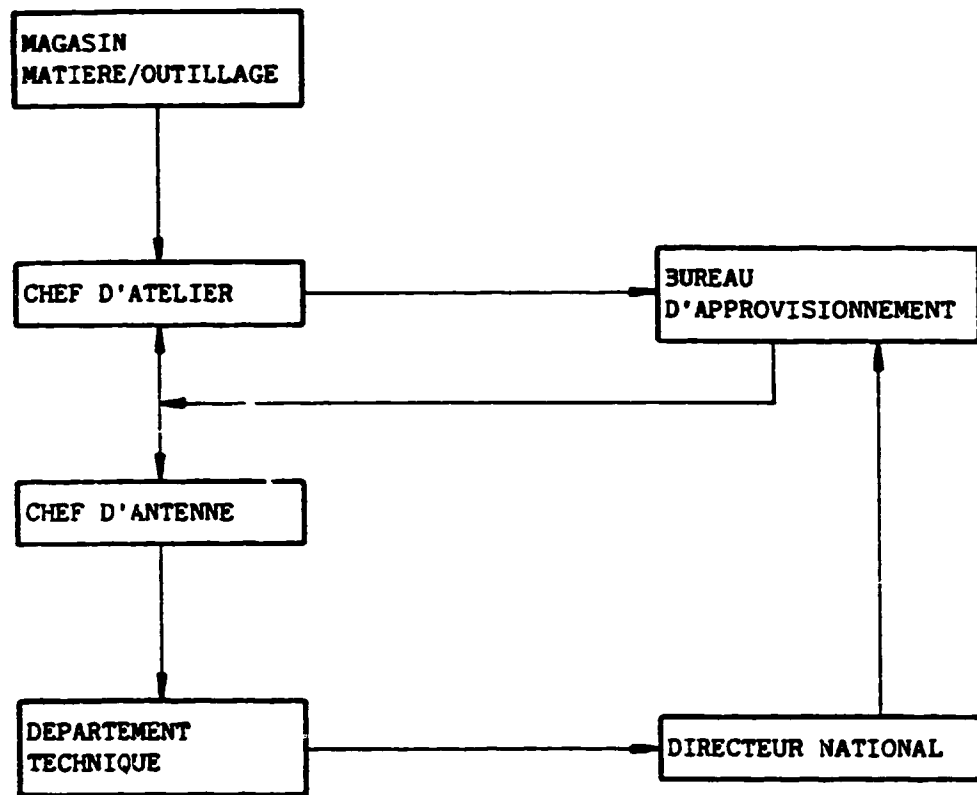 MAGASIN
MATIERE/OUTILLAGE
CHEF D'ATELIER
BUREAU
D'APPROVISIONNEMENT
CHEF D'ANTENNE
DEPARTEMENT
TECHNIQUE
DIRECTEUR NATIONAL